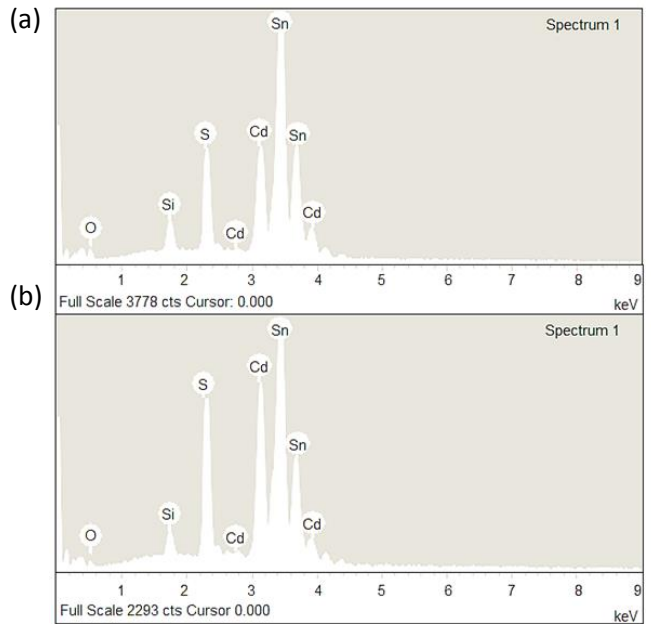 (a)
Sn
Spectrum 1
S
Cd
Sn
Si
Cd
O
Cd
1 2 3 4 5 6 7 8 9
Full Scale 3778 cts Cursor: 0.000
keV
(b)
Sn
Spectrum 1
Cd
S
Sn
Si
Cd
O
Cd
1 2 3 4 5 6 7 8 9
keV
Full Scale 2293 cts Cursor 0.000